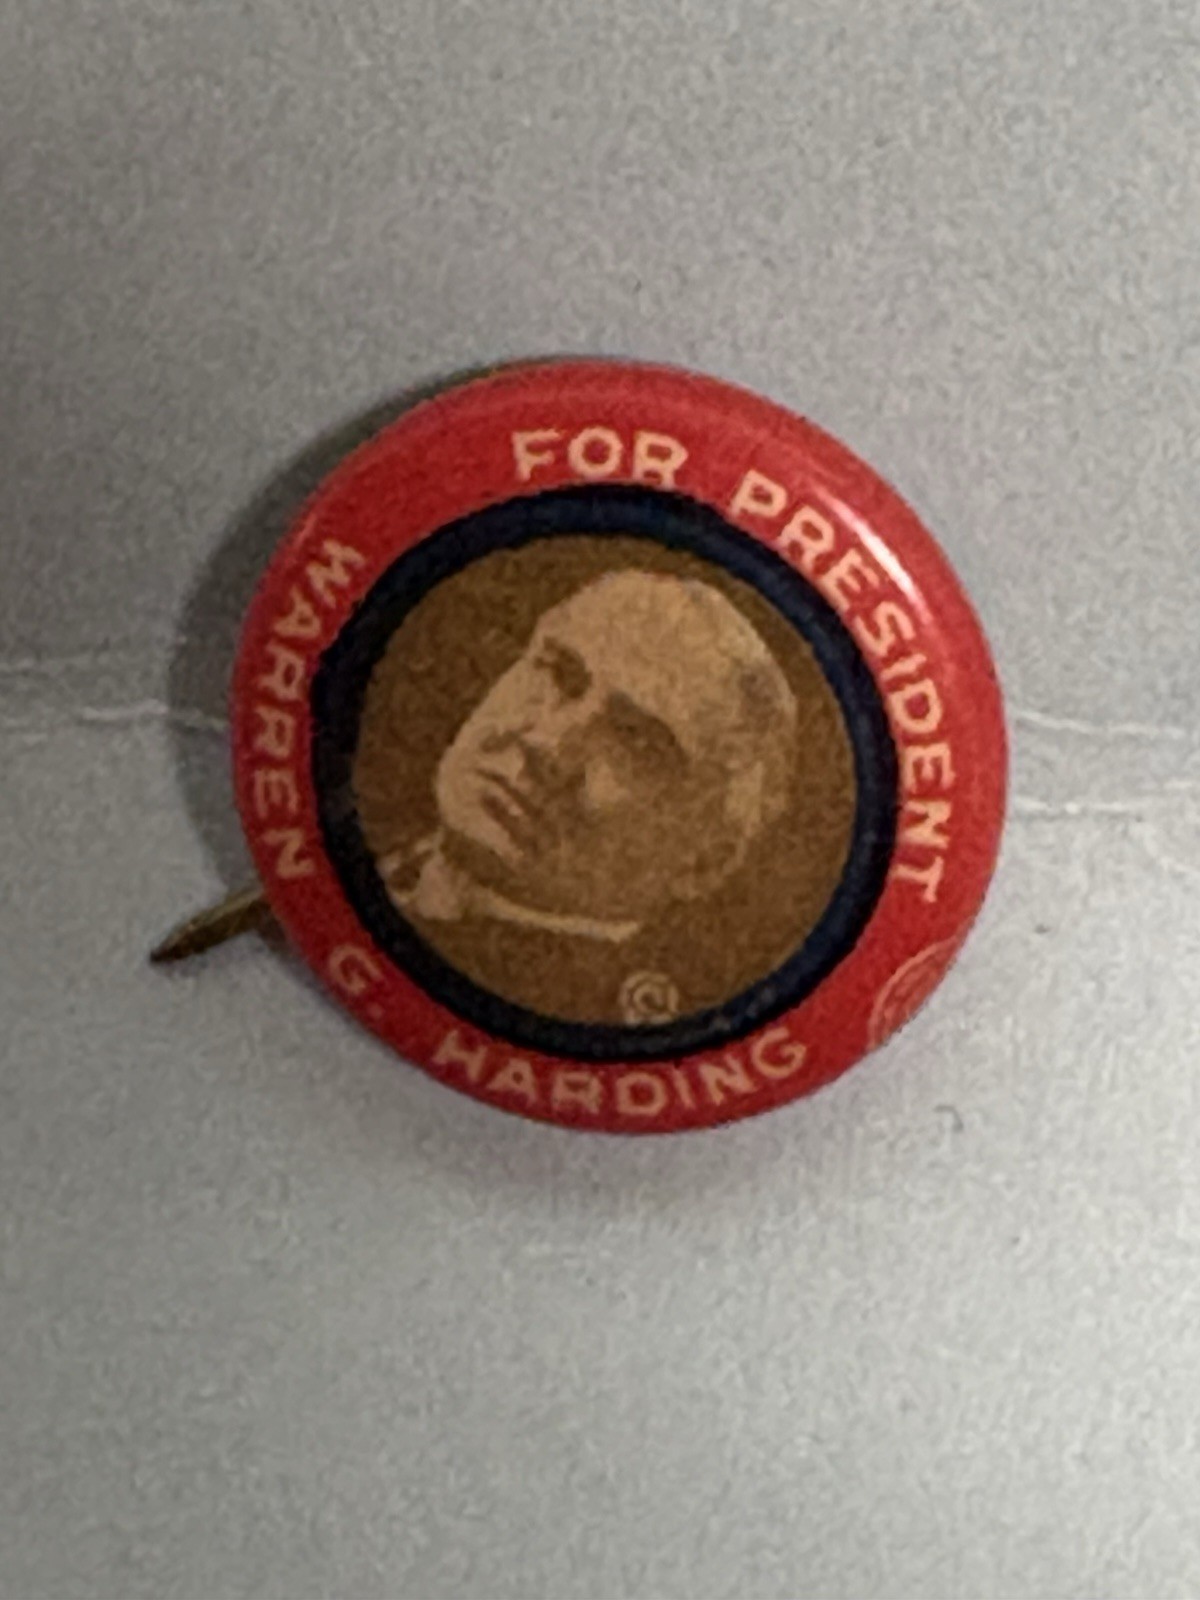 FOR PRESIDENT
WARREN G. HARDING
©